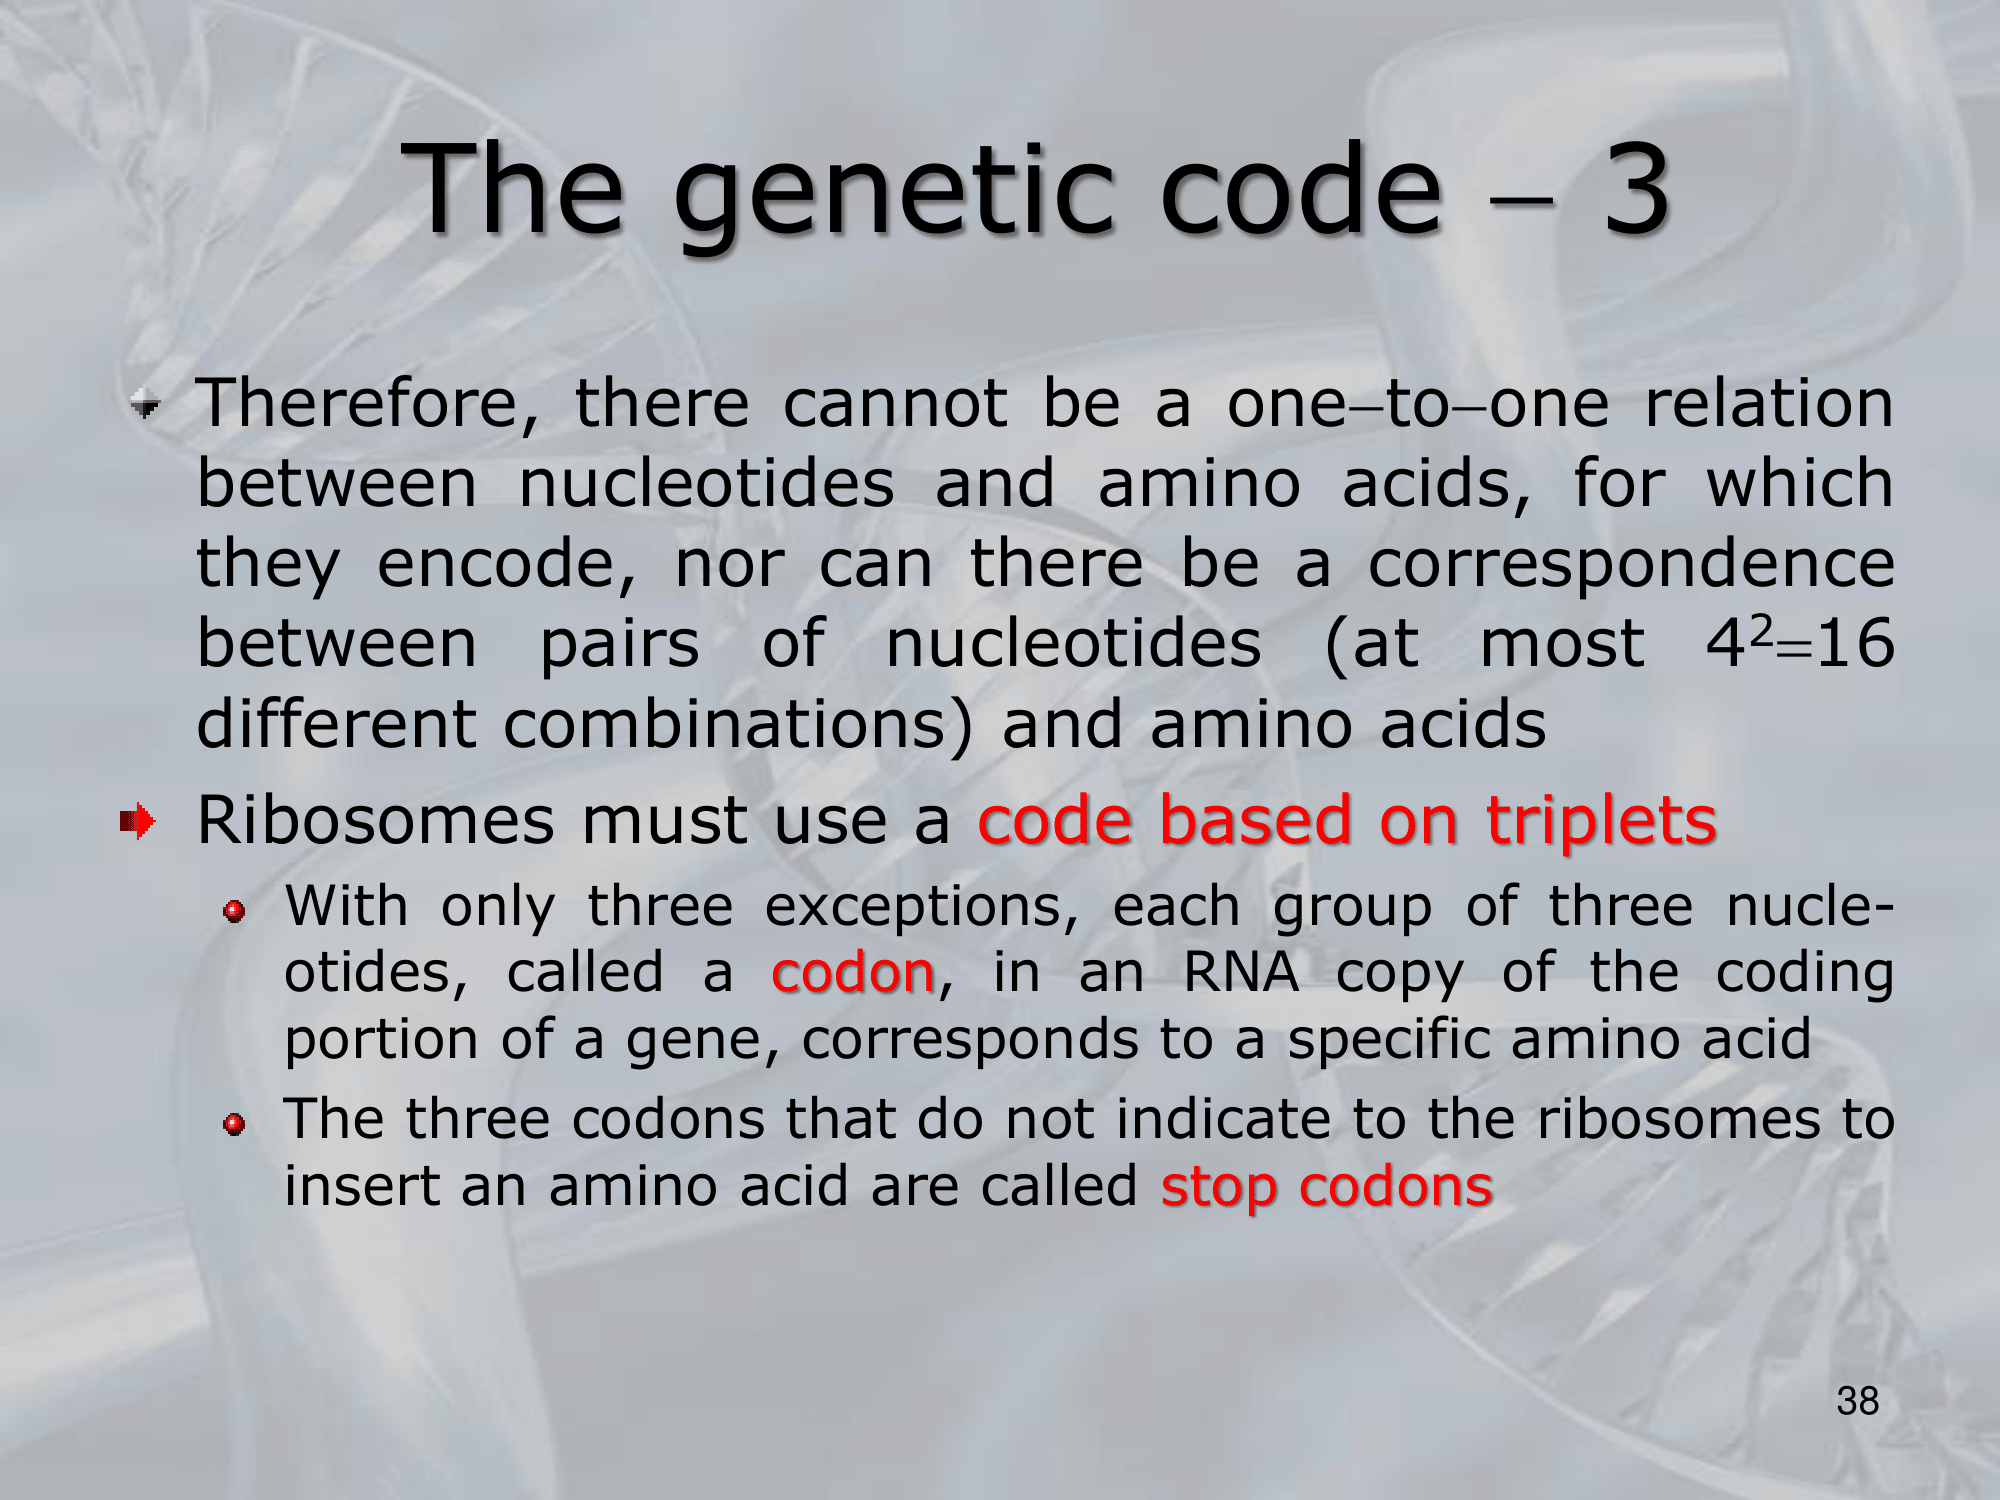 The genetic code – 3
Therefore, there cannot be a one–to–one relation
between nucleotides and amino acids, for which
they encode, nor can there be a correspondence
between pairs of nucleotides (at most 4²=16
different combinations) and amino acids
Ribosomes must use a code based on triplets
With only three exceptions, each group of three nucle-
otides, called a codon, in an RNA copy of the coding
portion of a gene, corresponds to a specific amino acid
The three codons that do not indicate to the ribosomes to
insert an amino acid are called stop codons
38